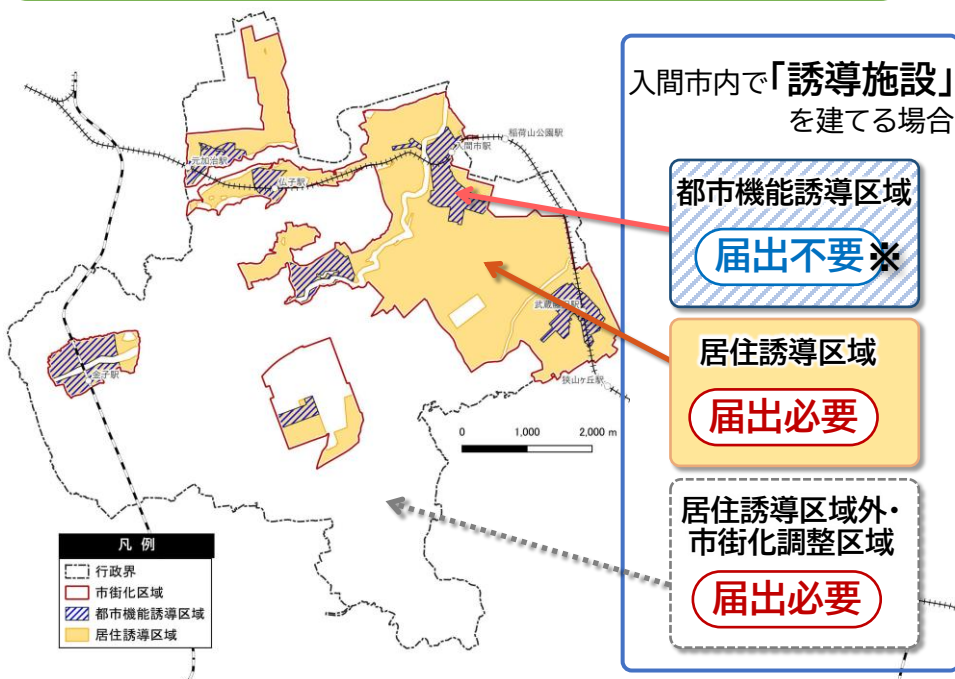 入間市内で「誘導施設」
を建てる場合
都市機能誘導区域
届出不要※
居住誘導区域
届出必要
居住誘導区域外・
市街化調整区域
届出必要
稲荷山公園駅
入間市駅
元加治駅
仏子駅
武蔵藤沢駅
狭山ヶ丘駅
金子駅
0 1,000 2,000 m
凡 例
行政界
市街化区域
都市機能誘導区域
居住誘導区域